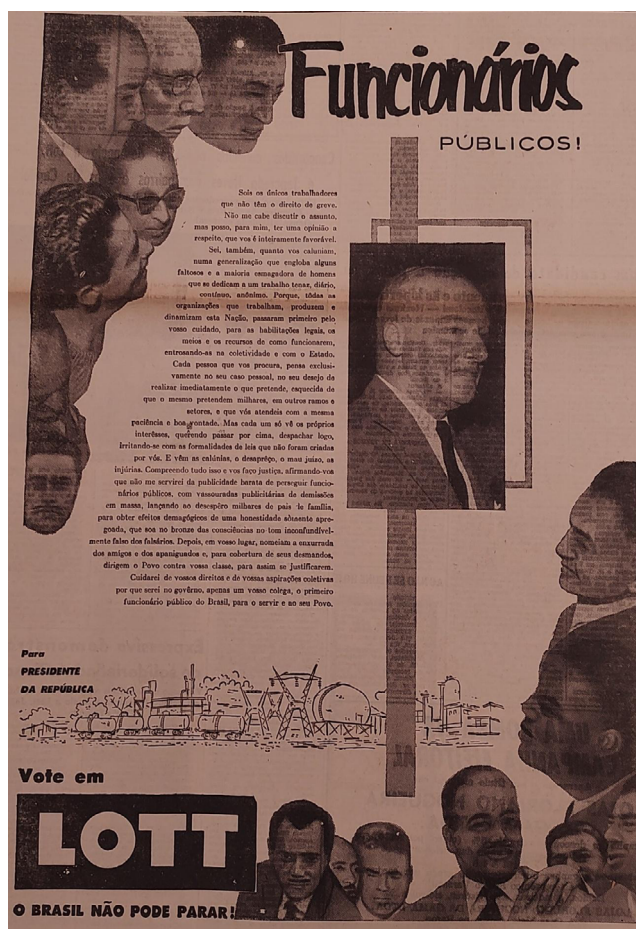 Funcionários
PÚBLICOS!
Sois os únicos trabalhadores
que não têm o direito de greve.
Não me cabe discutir o assunto,
mas posso, para mim, ter uma opinião a
respeito, que vos é inteiramente favorável.
Sei, também, quanto vos caluniam,
numa generalização que engloba alguns
faltosos e a maioria esmagadora de homens
que se dedicam a um trabalho tenaz, diário,
contínuo, anônimo. Porque, tôdas as
organizações que trabalham, produzem e
dinamizam esta Nação, passaram primeiro pelo
vosso cuidado, para as habilitações legais, os
meios e os recursos de como funcionarem,
entrosando-as na coletividade e com o Estado.
Cada pessoa que vos procura, pensa exclusi-
vamente no seu caso pessoal, no seu desejo de
realizar imediatamente o que pretende, esquecida de
que o mesmo pretendem milhares, em outros ramos e
setores, e que vós atendeis com a mesma
paciência e boa vontade. Mas cada um só vê os próprios
interêsses, querendo passar por cima, despachar logo,
irritando-se com as formalidades de leis que não foram criadas
por vós. E vêm as calúnias, o desaprêço, o mau juízo, as
injúrias. Compreendo tudo isso e vos faço justiça, afirmando-vos
que não me servirei da publicidade barata de perseguir funcio-
nários públicos, com vassouradas publicitárias de demissões
em massa, lançando ao desespêro milhares de pais de família,
para obter efeitos demagógicos de uma honestidade sòmente apre-
goada, que soa no bronze das consciências no tom inconfundìvel-
mente falso dos falsários. Depois, em vosso lugar, nomeiam a enxurrada
dos amigos e dos apaniguados e, para cobertura de seus desmandos,
dirigem o Povo contra vossa classe, para assim se justificarem.
Cuidarei de vossos direitos e de vossas aspirações coletivas
por que serei no govêrno, apenas um vosso colega, o primeiro
funcionário público do Brasil, para o servir e ao seu Povo.
Para
PRESIDENTE
DA REPÚBLICA
Vote em
LOTT
O BRASIL NÃO PODE PARAR!